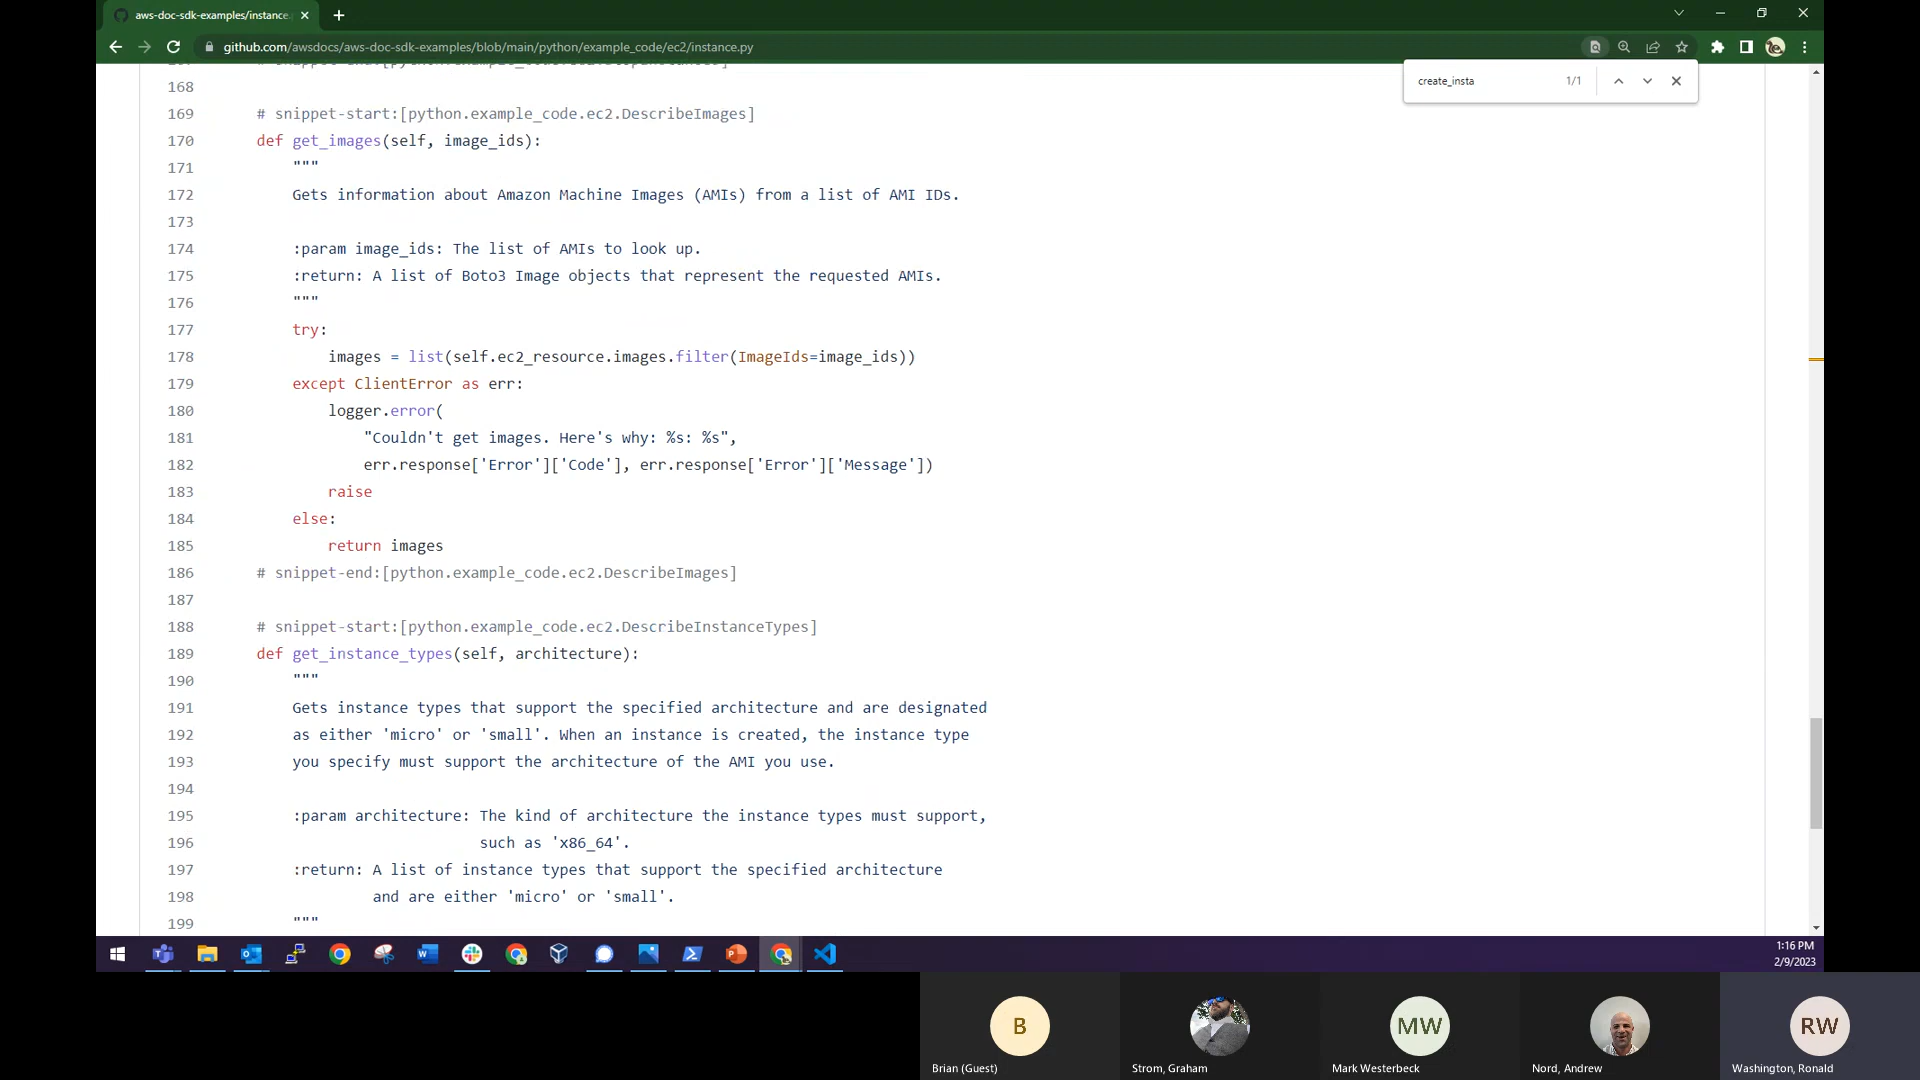 aws-doc-sdk-examples/instance.
github.com/awsdocs/aws-doc-sdk-examples/blob/main/python/example_code/ec2/instance.py
create_insta 1/1
168
169 # snippet-start:[python.example_code.ec2.DescribeImages]
170 def get_images(self, image_ids):
171 """
172 Gets information about Amazon Machine Images (AMIs) from a list of AMI IDs.
173
174 :param image_ids: The list of AMIs to look up.
175 :return: A list of Boto3 Image objects that represent the requested AMIs.
176 """
177 try:
178 images = list(self.ec2_resource.images.filter(ImageIds=image_ids))
179 except ClientError as err:
180 logger.error(
181 "Couldn't get images. Here's why: %s: %s",
182 err.response['Error']['Code'], err.response['Error']['Message'])
183 raise
184 else:
185 return images
186 # snippet-end:[python.example_code.ec2.DescribeImages]
187
188 # snippet-start:[python.example_code.ec2.DescribeInstanceTypes]
189 def get_instance_types(self, architecture):
190 """
191 Gets instance types that support the specified architecture and are designated
192 as either 'micro' or 'small'. When an instance is created, the instance type
193 you specify must support the architecture of the AMI you use.
194
195 :param architecture: The kind of architecture the instance types must support,
196 such as 'x86_64'.
197 :return: A list of instance types that support the specified architecture
198 and are either 'micro' or 'small'.
199 """
1:16 PM
2/9/2023
B
MW
RW
Brian (Guest)
Strom, Graham
Mark Westerbeck
Nord, Andrew
Washington, Ronald